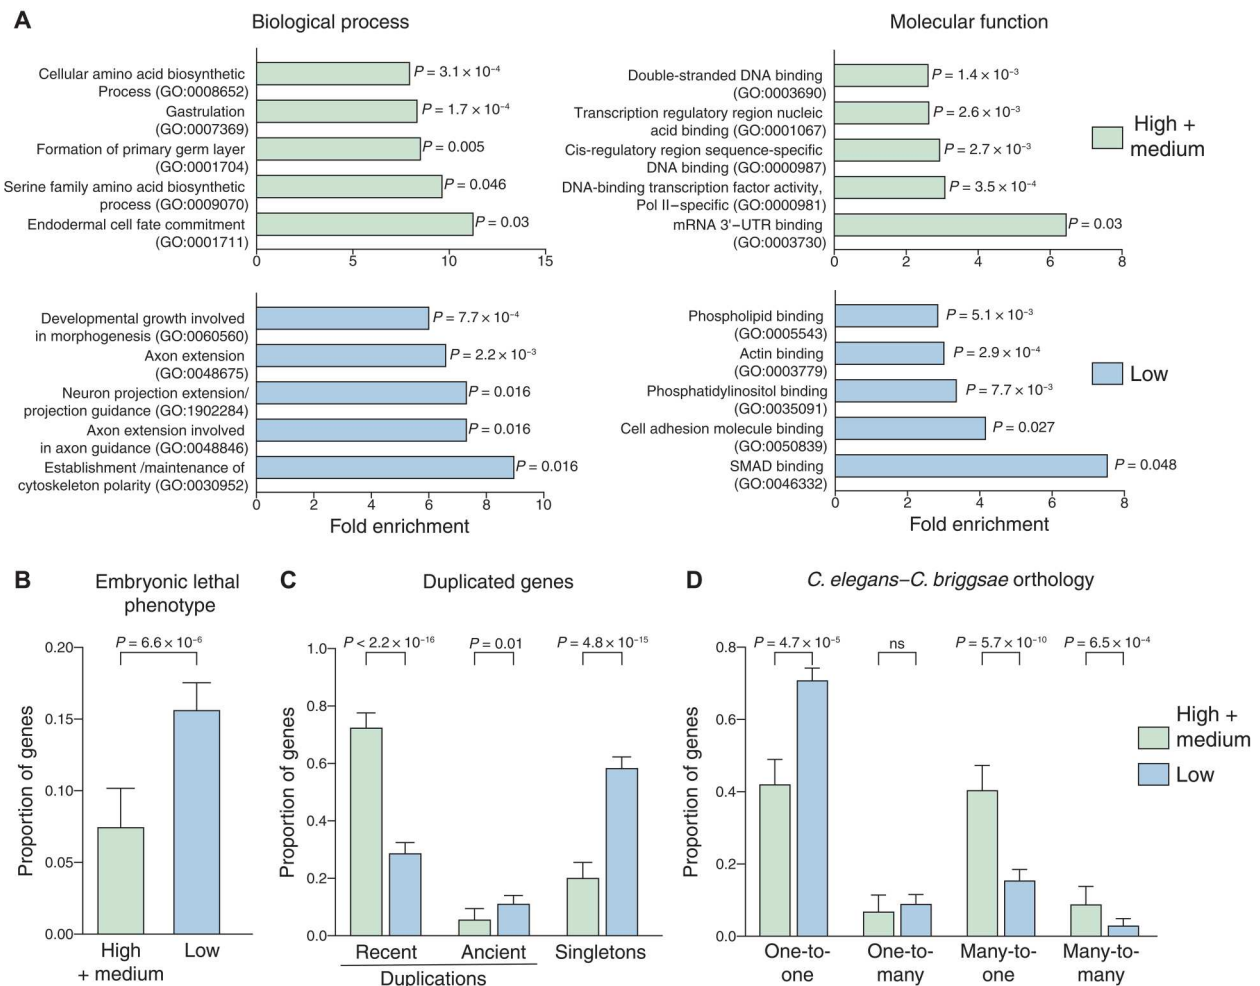 A
Biological process
Cellular amino acid biosynthetic
Process (GO:0008652)
P = 3.1 × 10⁻⁴
Gastrulation
(GO:0007369)
P = 1.7 × 10⁻⁴
Formation of primary germ layer
(GO:0001704)
P = 0.005
Serine family amino acid biosynthetic
process (GO:0009070)
P = 0.046
Endodermal cell fate commitment
(GO:0001711)
P = 0.03
0 5 10 15
Molecular function
Double-stranded DNA binding
(GO:0003690)
P = 1.4 × 10⁻³
Transcription regulatory region nucleic
acid binding (GO:0001067)
P = 2.6 × 10⁻³
Cis-regulatory region sequence-specific
DNA binding (GO:0000987)
P = 2.7 × 10⁻³
DNA-binding transcription factor activity,
Pol II–specific (GO:0000981)
P = 3.5 × 10⁻⁴
mRNA 3'–UTR binding
(GO:0003730)
P = 0.03
0 2 4 6 8
High +
medium
Developmental growth involved
in morphogenesis (GO:0060560)
P = 7.7 × 10⁻⁴
Axon extension
(GO:0048675)
P = 2.2 × 10⁻³
Neuron projection extension/
projection guidance (GO:1902284)
P = 0.016
Axon extension involved
in axon guidance (GO:0048846)
P = 0.016
Establishment /maintenance of
cytoskeleton polarity (GO:0030952)
P = 0.016
0 2 4 6 8 10
Fold enrichment
Phospholipid binding
(GO:0005543)
P = 5.1 × 10⁻³
Actin binding
(GO:0003779)
P = 2.9 × 10⁻⁴
Phosphatidylinositol binding
(GO:0035091)
P = 7.7 × 10⁻³
Cell adhesion molecule binding
(GO:0050839)
P = 0.027
SMAD binding
(GO:0046332)
P = 0.048
0 2 4 6 8
Fold enrichment
Low
B
Embryonic lethal
phenotype
P = 6.6 × 10⁻⁶
Proportion of genes
0.20
0.15
0.10
0.05
0.00
High
+ medium
Low
C
Duplicated genes
P < 2.2 × 10⁻¹⁶
P = 0.01
P = 4.8 × 10⁻¹⁵
Proportion of genes
1.0
0.8
0.6
0.4
0.2
0.0
Recent
Ancient
Singletons
Duplications
D
C. elegans–C. briggsae orthology
P = 4.7 × 10⁻⁵
ns
P = 5.7 × 10⁻¹⁰
P = 6.5 × 10⁻⁴
Proportion of genes
0.8
0.6
0.4
0.2
0.0
One-to-
one
One-to-
many
Many-to-
one
Many-to-
many
High +
medium
Low